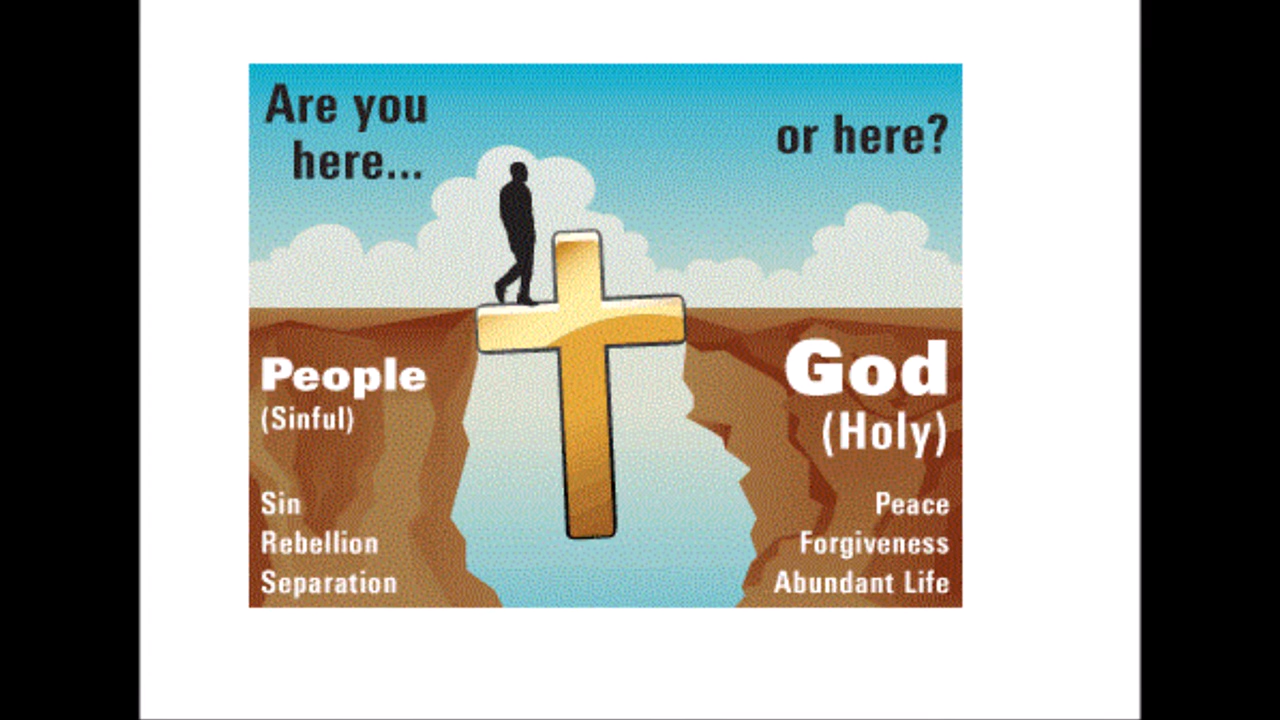 Are you
here...
or here?
People
(Sinful)
Sin
Rebellion
Separation
God
(Holy)
Peace
Forgiveness
Abundant Life